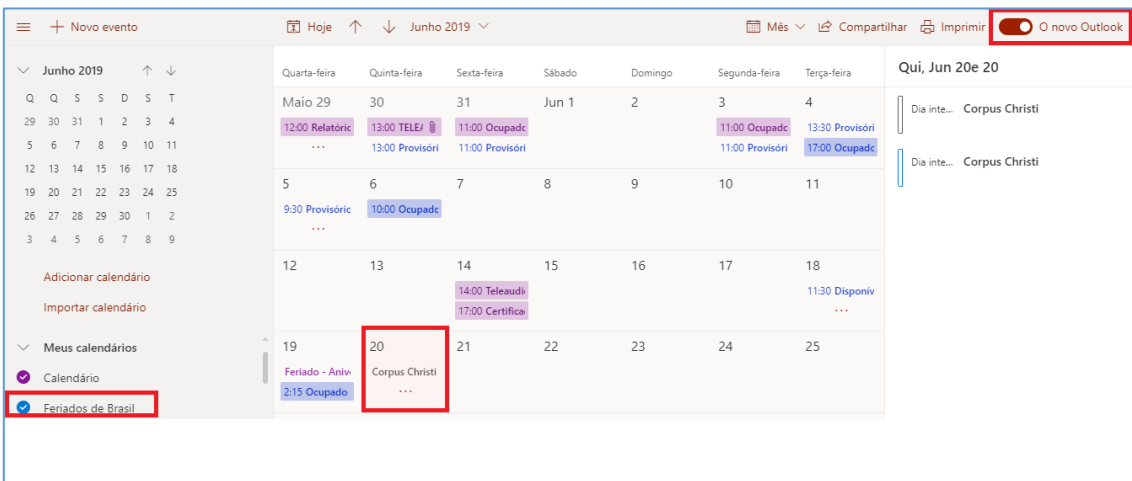 Novo evento
Hoje Junho 2019 Mês Compartilhar Imprimir O novo Outlook
Junho 2019
Q Q S S D S T
29 30 31 1 2 3 4
5 6 7 8 9 10 11
12 13 14 15 16 17 18
19 20 21 22 23 24 25
26 27 28 29 30 1 2
3 4 5 6 7 8 9
Adicionar calendário
Importar calendário
Meus calendários
Calendário
Feriados de Brasil
Quarta-feira Quinta-feira Sexta-feira Sábado Domingo Segunda-feira Terça-feira
Maio 29 30 31 Jun 1 2 3 4
12:00 Relatóric 13:00 TELEA 11:00 Ocupadc 11:00 Ocupadc 13:30 Provisóri
... 13:00 Provisóri 11:00 Provisóri 11:00 Provisóri 17:00 Ocupadc
5 6 7 8 9 10 11
9:30 Provisóric 10:00 Ocupadc
...
12 13 14 15 16 17 18
14:00 Teleaudi 11:30 Disponív
17:00 Certifica ...
19 20 21 22 23 24 25
Feriado - Aniv Corpus Christi
2:15 Ocupado ...
Qui, Jun 20e 20
Dia inte... Corpus Christi
Dia inte... Corpus Christi